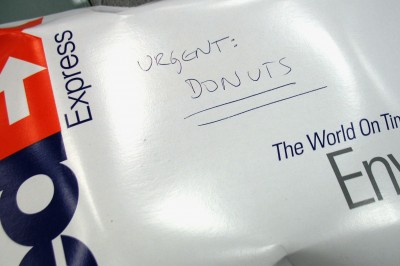 URGENT:
DONUTS
Express
The World On Tim
Env